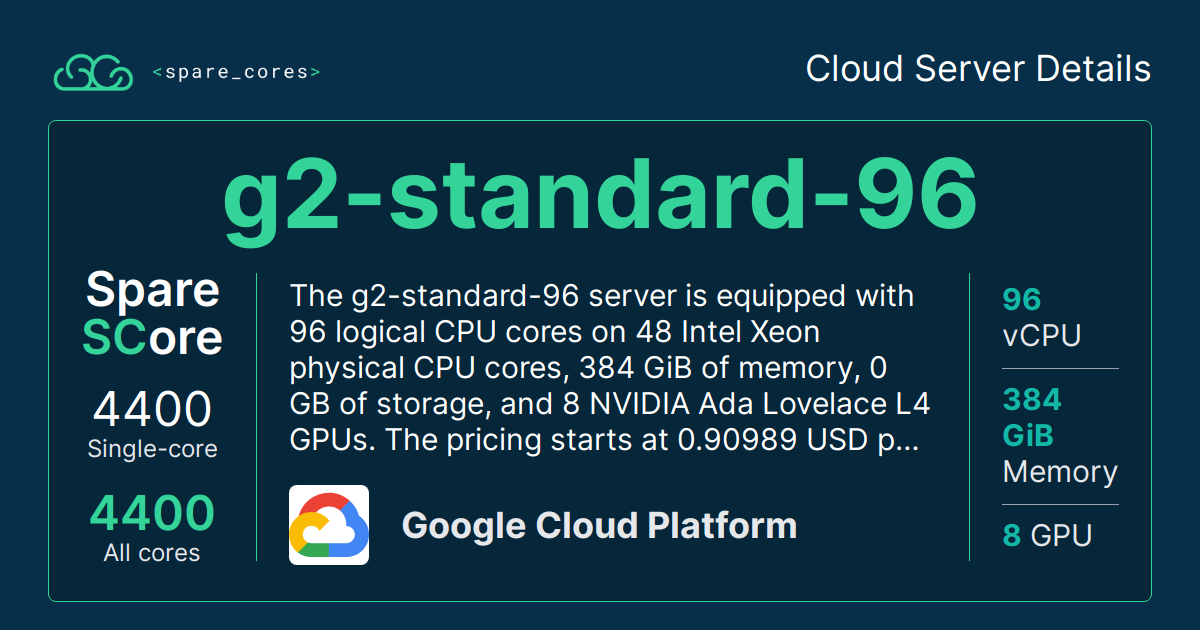 <spare_cores>
Cloud Server Details
g2-standard-96
Spare
SCore
4400
Single-core
4400
All cores
The g2-standard-96 server is equipped with
96 logical CPU cores on 48 Intel Xeon
physical CPU cores, 384 GiB of memory, 0
GB of storage, and 8 NVIDIA Ada Lovelace L4
GPUs. The pricing starts at 0.90989 USD p...
Google Cloud Platform
96
vCPU
384
GiB
Memory
8 GPU